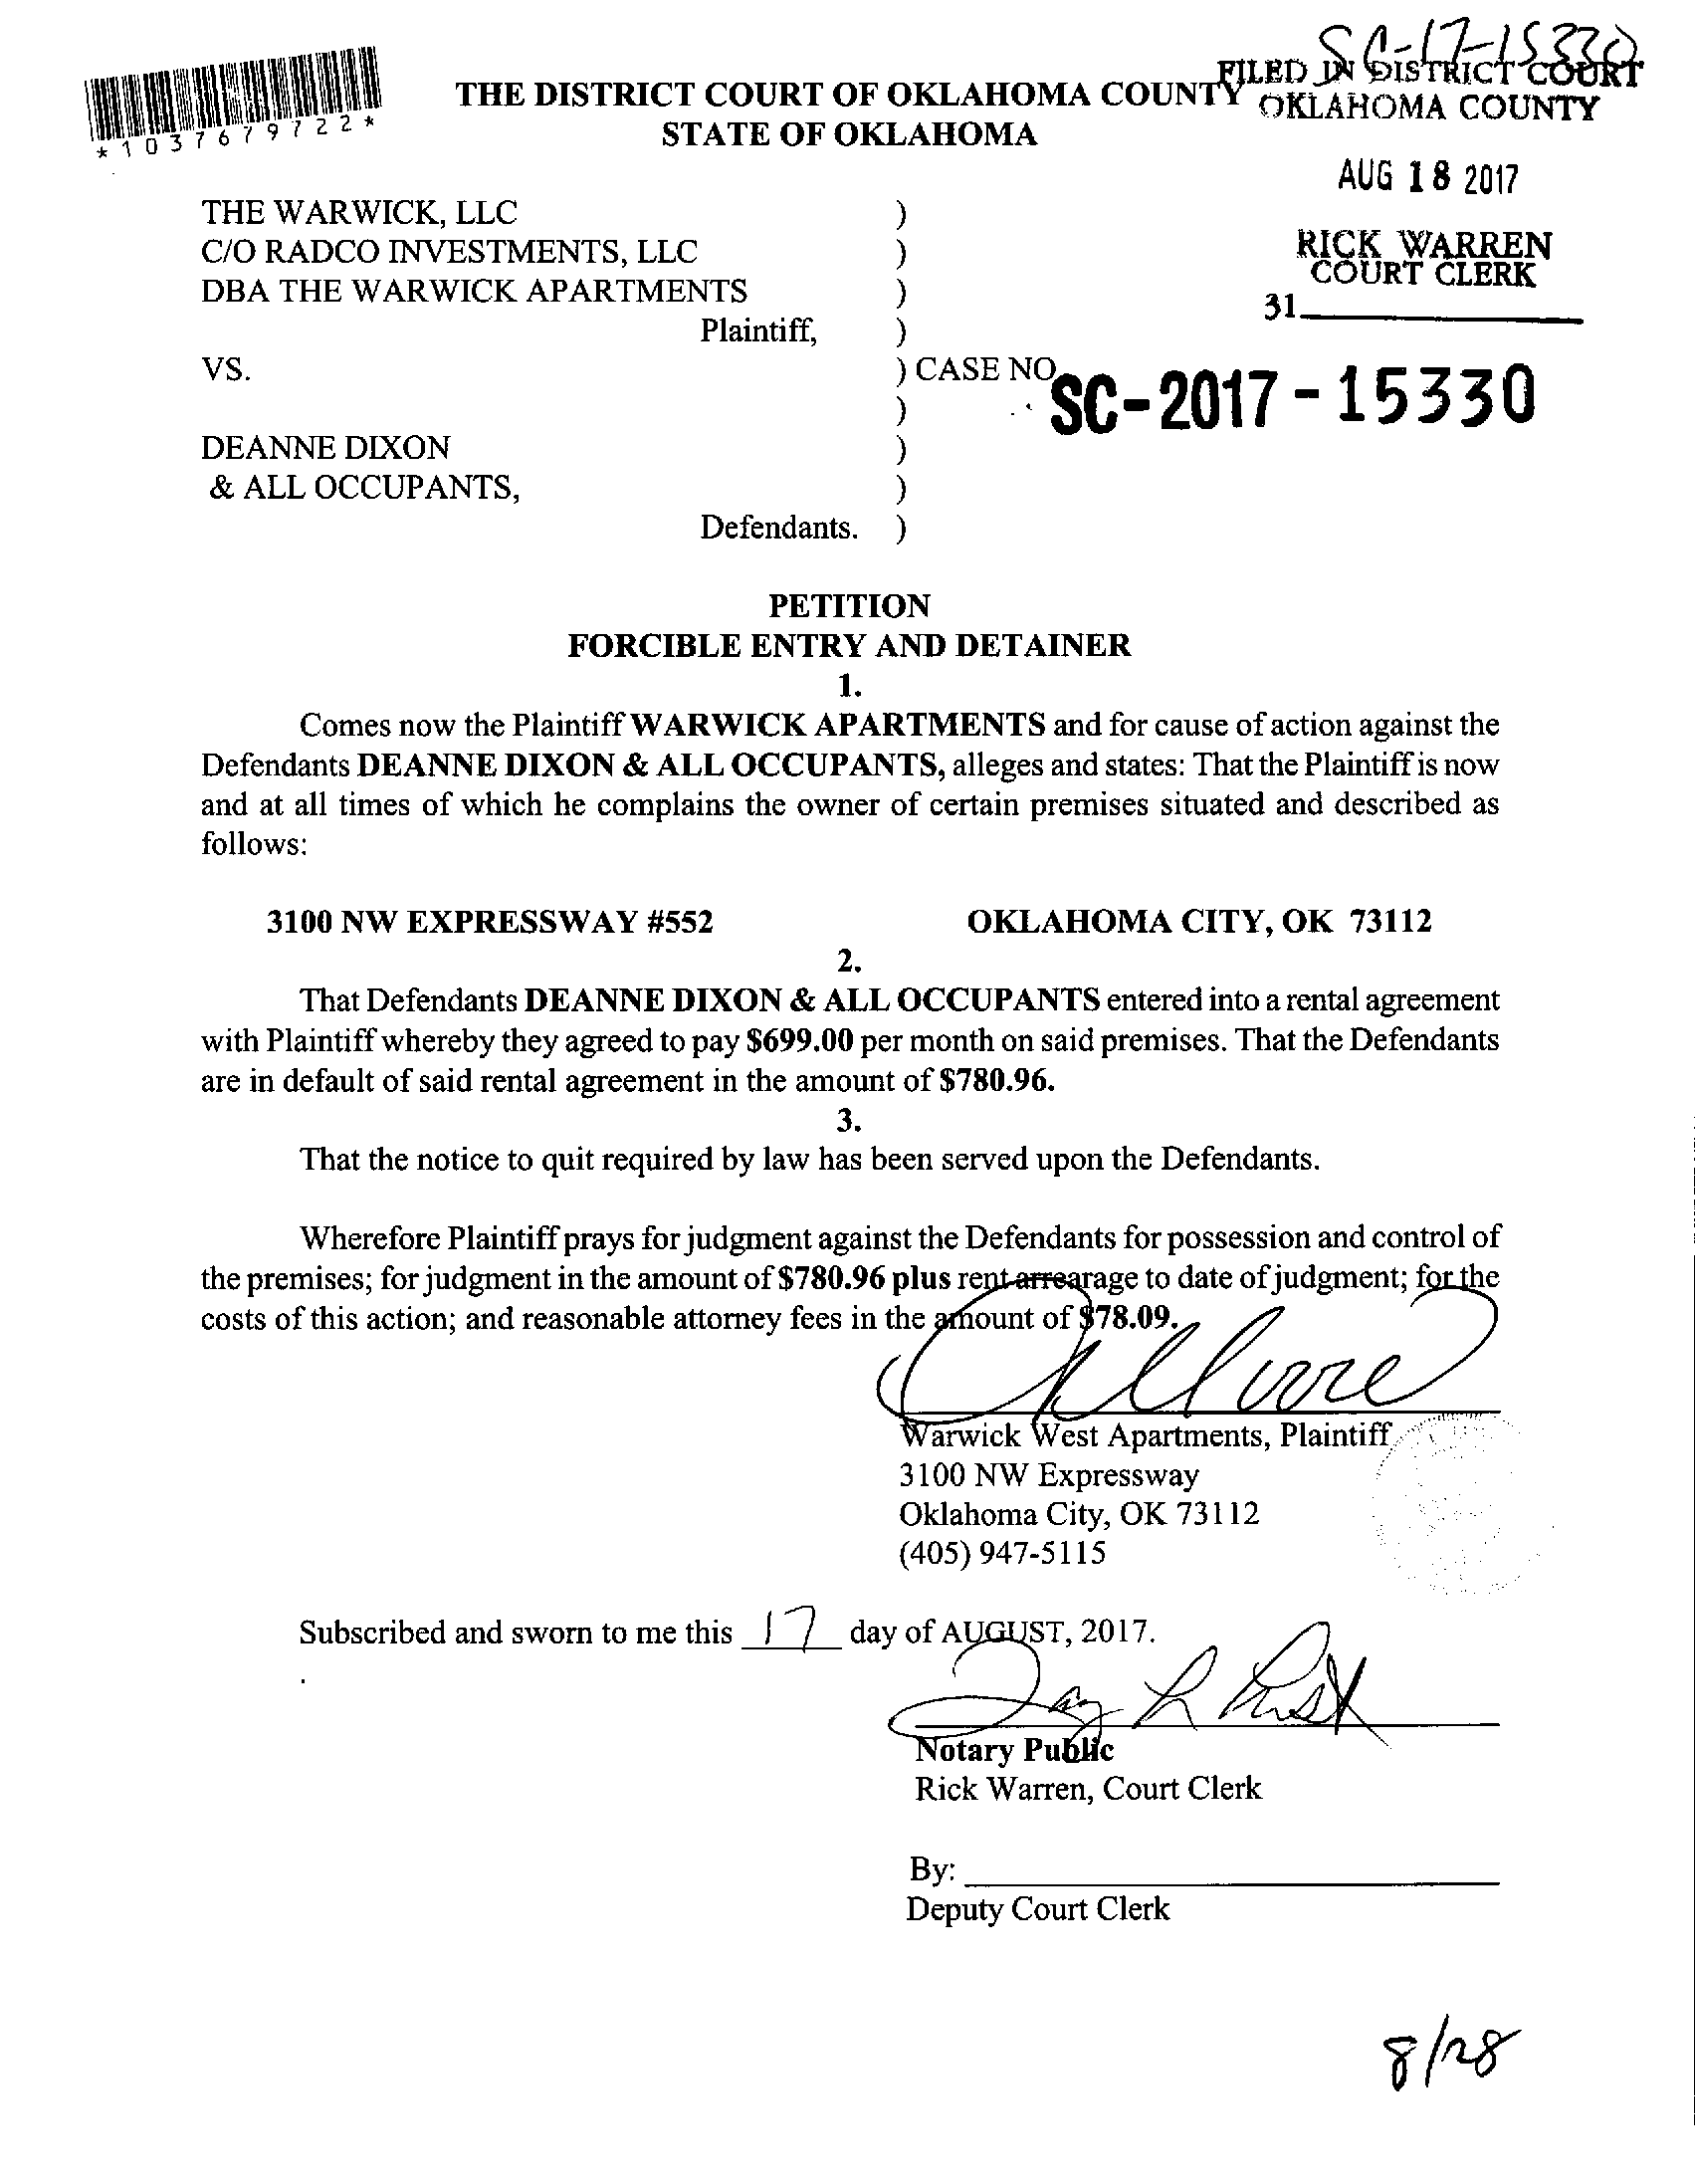 SC-17-15330
FILED IN DISTRICT COURT
OKLAHOMA COUNTY
*1037679722*
THE DISTRICT COURT OF OKLAHOMA COUNTY
STATE OF OKLAHOMA
AUG 18 2017
RICK WARREN
COURT CLERK
31
THE WARWICK, LLC )
C/O RADCO INVESTMENTS, LLC )
DBA THE WARWICK APARTMENTS )
Plaintiff, )
VS. ) CASE NO. SC-2017-15330
)
DEANNE DIXON )
& ALL OCCUPANTS, )
Defendants. )
PETITION
FORCIBLE ENTRY AND DETAINER
1.
Comes now the Plaintiff WARWICK APARTMENTS and for cause of action against the
Defendants DEANNE DIXON & ALL OCCUPANTS, alleges and states: That the Plaintiff is now
and at all times of which he complains the owner of certain premises situated and described as
follows:
3100 NW EXPRESSWAY #552 OKLAHOMA CITY, OK 73112
2.
That Defendants DEANNE DIXON & ALL OCCUPANTS entered into a rental agreement
with Plaintiff whereby they agreed to pay $699.00 per month on said premises. That the Defendants
are in default of said rental agreement in the amount of $780.96.
3.
That the notice to quit required by law has been served upon the Defendants.
Wherefore Plaintiff prays for judgment against the Defendants for possession and control of
the premises; for judgment in the amount of $780.96 plus rent arrearage to date of judgment; for the
costs of this action; and reasonable attorney fees in the amount of $78.09.
Warwick West Apartments, Plaintiff
3100 NW Expressway
Oklahoma City, OK 73112
(405) 947-5115
Subscribed and sworn to me this 17 day of AUGUST, 2017.
Notary Public
Rick Warren, Court Clerk
By:
Deputy Court Clerk
8/28